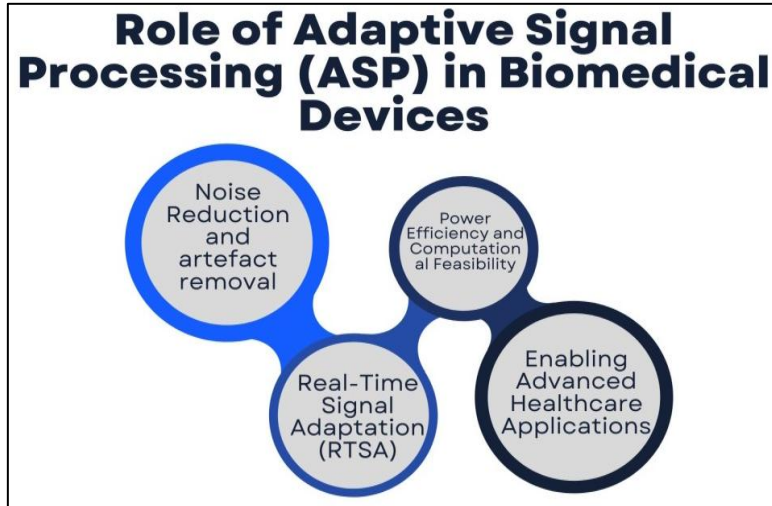 Role of Adaptive Signal
Processing (ASP) in Biomedical
Devices
Noise
Reduction
and
artefact
removal
Real-Time
Signal
Adaptation
(RTSA)
Power
Efficiency and
Computation
al Feasibility
Enabling
Advanced
Healthcare
Applications